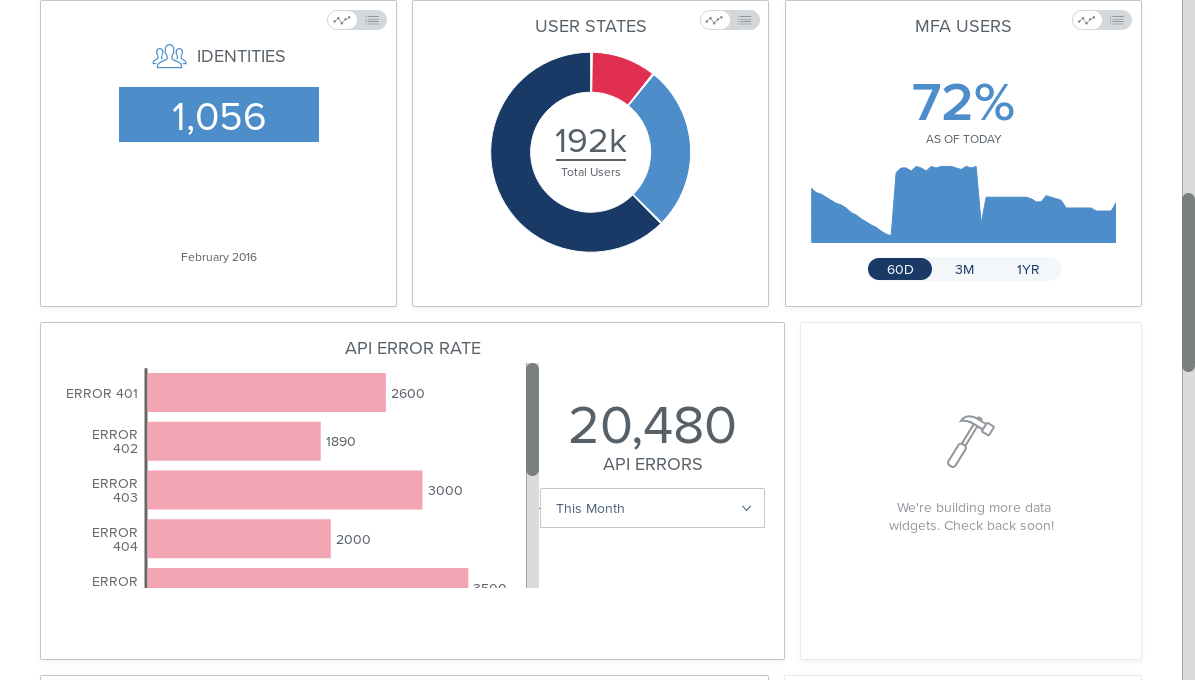 IDENTITIES
1,056
February 2016
USER STATES
192k
Total Users
MFA USERS
72%
AS OF TODAY
60D 3M 1YR
API ERROR RATE
ERROR 401 2600
ERROR
402
1890
ERROR
403
3000
ERROR
404
2000
ERROR
3500
20,480
API ERRORS
This Month
We're building more data
widgets. Check back soon!